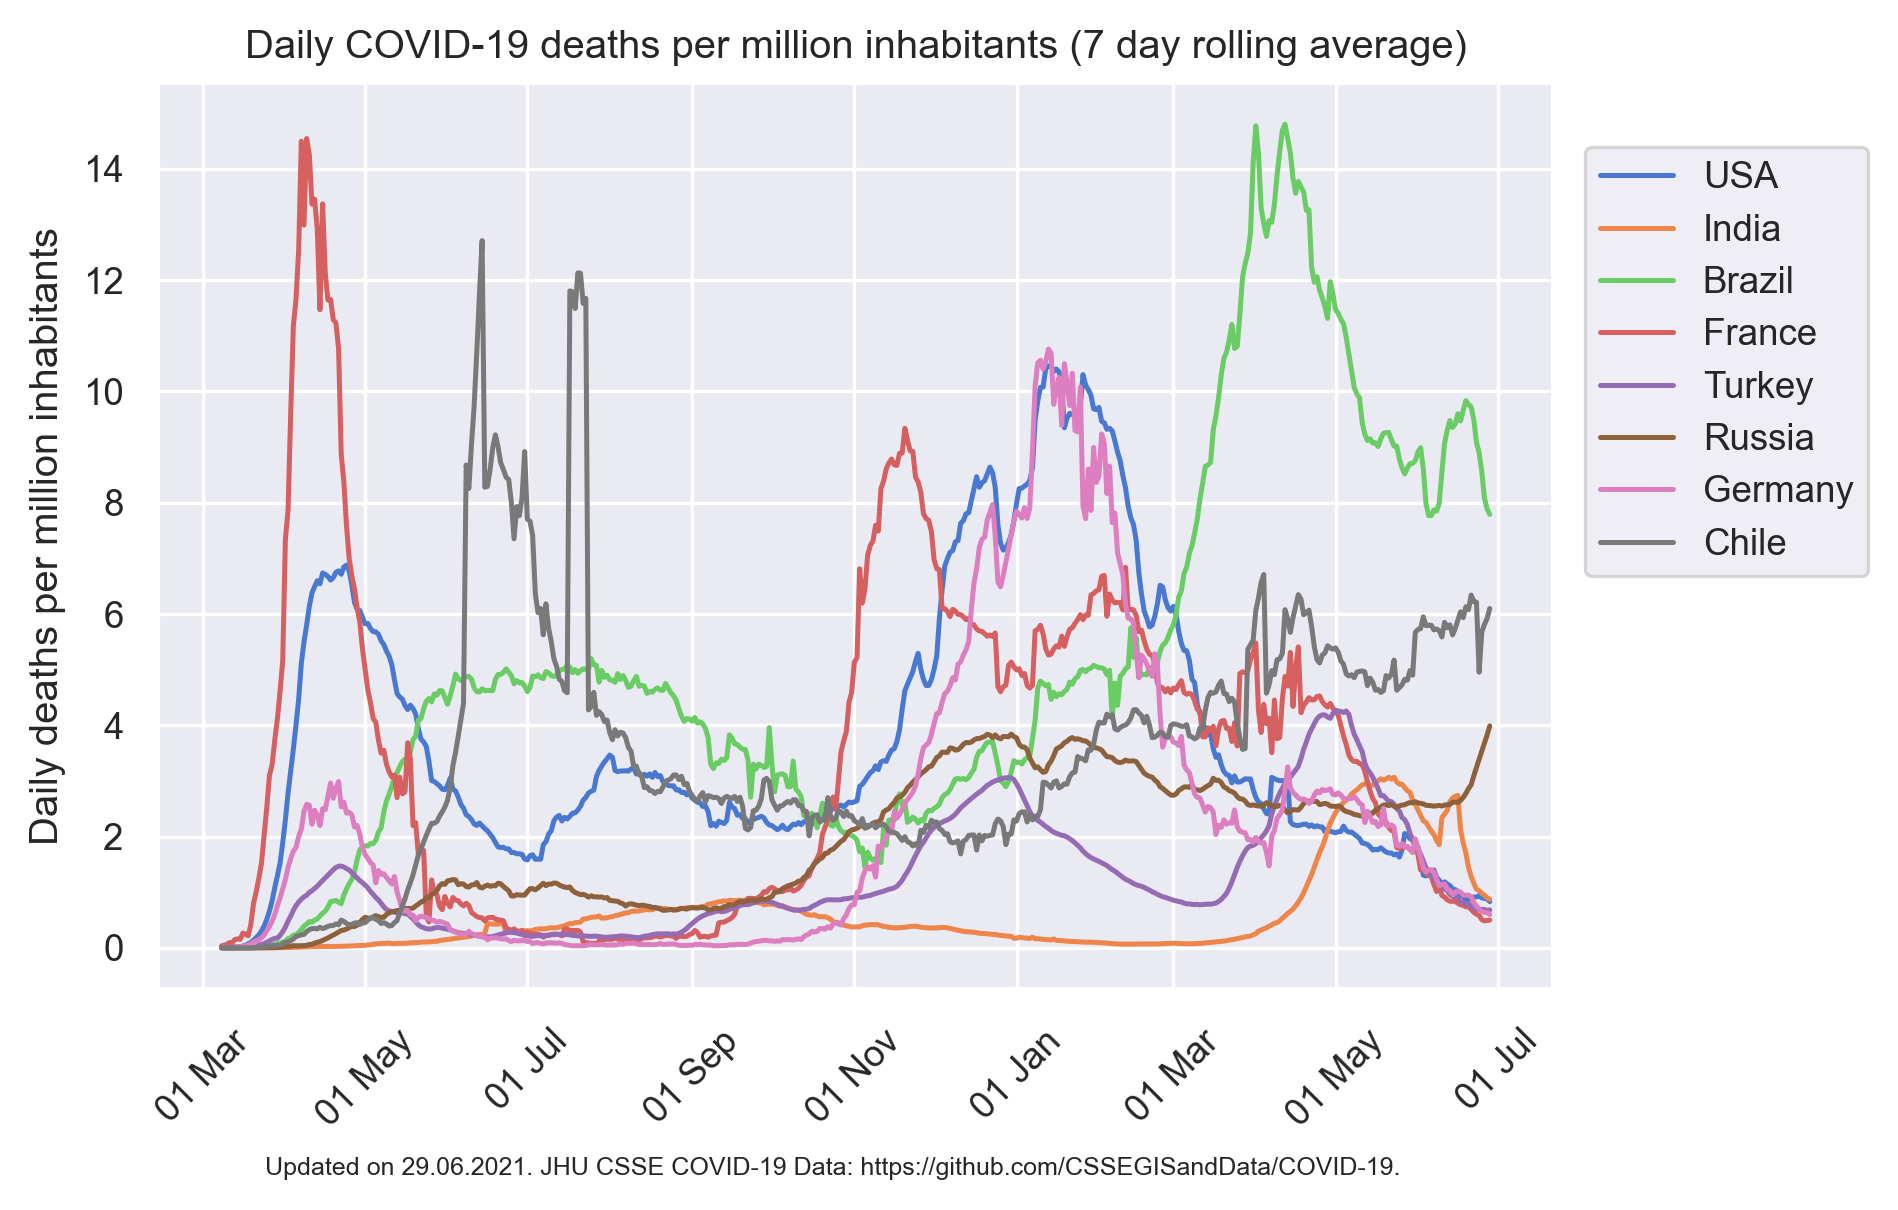 Daily COVID-19 deaths per million inhabitants (7 day rolling average)
Daily deaths per million inhabitants
14
12
10
8
6
4
2
0
01 Mar
01 May
01 Jul
01 Sep
01 Nov
01 Jan
01 Mar
01 May
01 Jul
USA
India
Brazil
France
Turkey
Russia
Germany
Chile
Updated on 29.06.2021. JHU CSSE COVID-19 Data: https://github.com/CSSEGISandData/COVID-19.